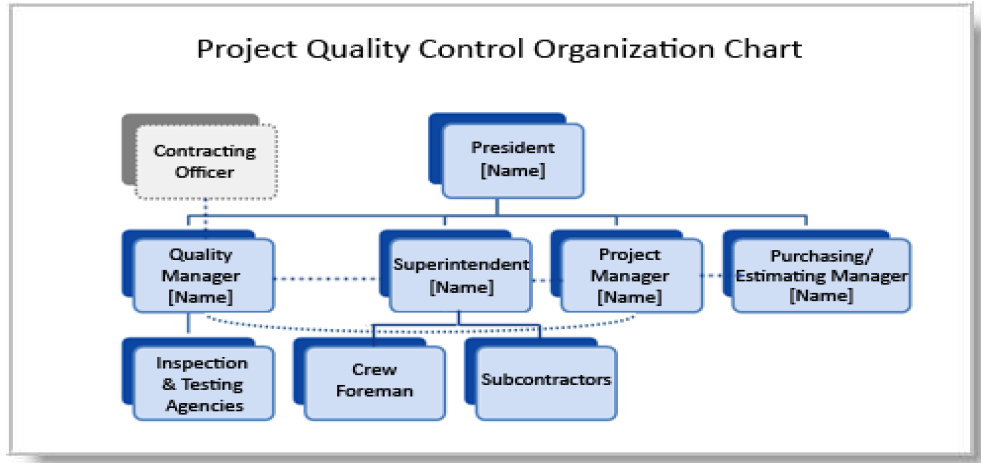 Project Quality Control Organization Chart
Contracting
Officer
President
[Name]
Quality
Manager
[Name]
Superintendent
[Name]
Project
Manager
[Name]
Purchasing/
Estimating Manager
[Name]
Inspection
& Testing
Agencies
Crew
Foreman
Subcontractors